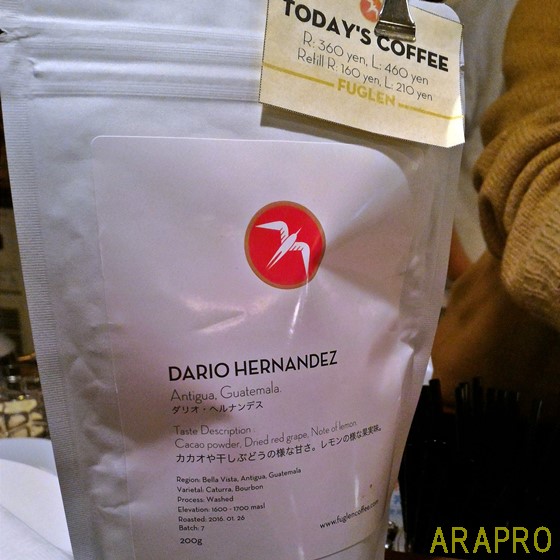 TODAY'S COFFEE
R: 360 yen, L: 460 yen
Refill R: 160 yen, L: 210 yen
FUGLEN
DARIO HERNANDEZ
Antigua, Guatemala.
ダリオ・ヘルナンデス
Taste Description :
Cacao powder, Dried red grape, Note of lemon.
カカオや干しぶどうの様な甘さ。レモンの様な果実味。
Region: Bella Vista, Antigua, Guatemala
Varietal: Caturra, Bourbon
Process: Washed
Elevation: 1600 - 1700 masl
Roasted: 2016. 01. 26
Batch: 7
200g
www.fuglencoffee.com
ARAPRO